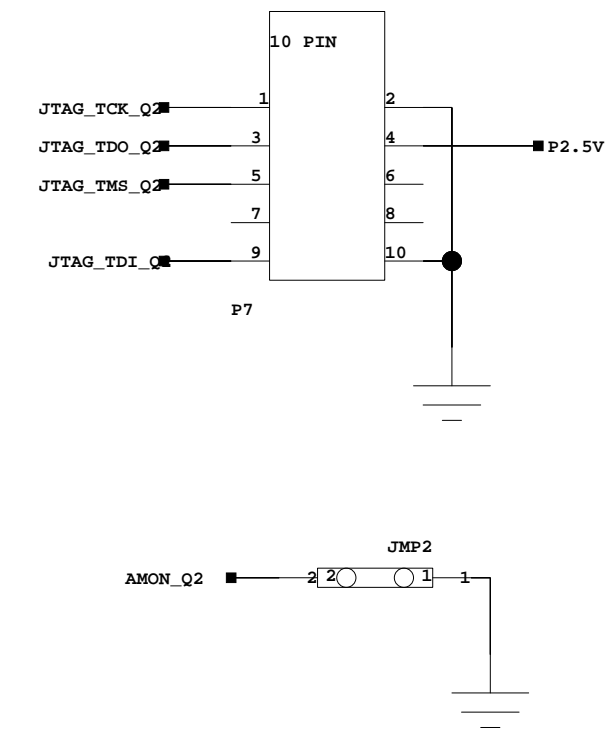 10 PIN
JTAG_TCK_Q2 1 2
JTAG_TDO_Q2 3 4 P2.5V
JTAG_TMS_Q2 5 6
7 8
JTAG_TDI_Q2 9 10
P7
JMP2
AMON_Q2 2 2 1 1